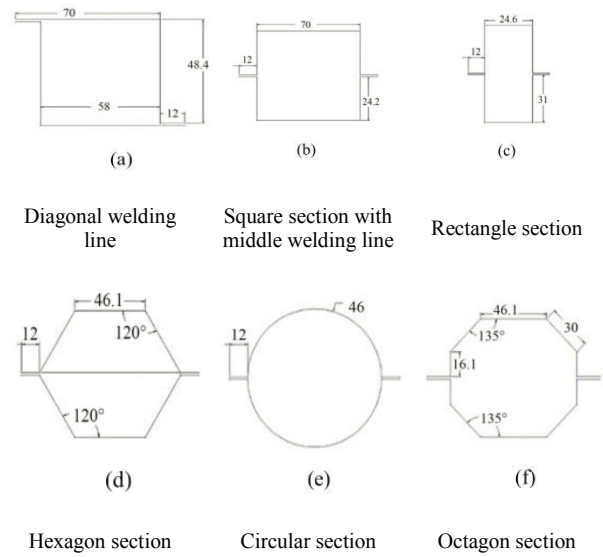 70
48.4
58
12
(a)
70
12
24.2
(b)
24.6
12
31
(c)
Diagonal welding
line
Square section with
middle welding line
Rectangle section
46.1
120°
12
120°
(d)
46
12
(e)
46.1
30
135°
16.1
135°
(f)
Hexagon section
Circular section
Octagon section